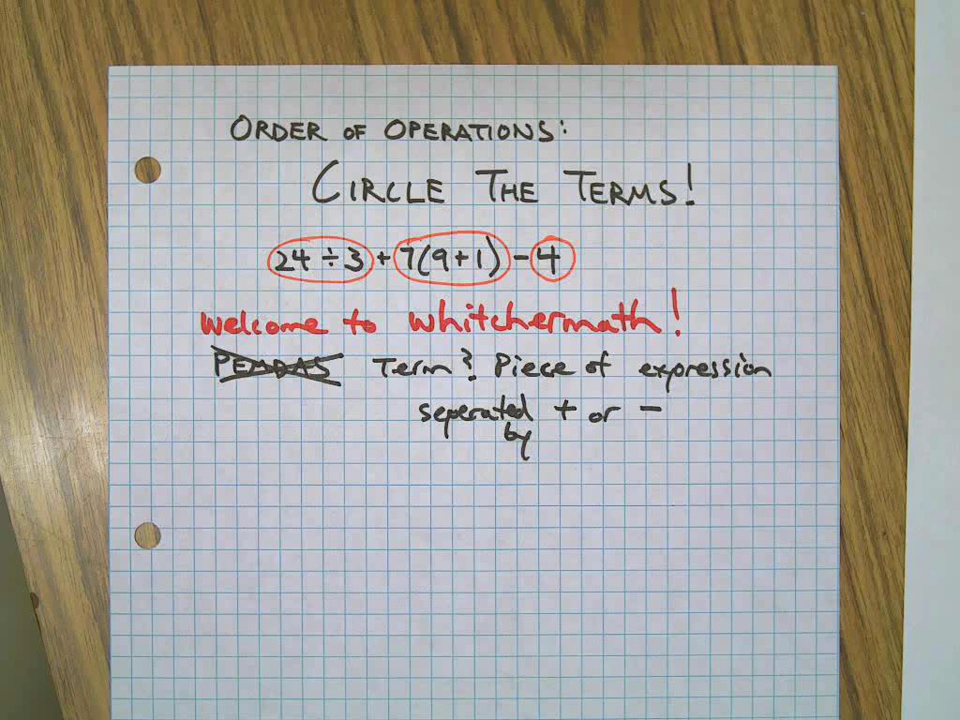 ORDER OF OPERATIONS:
CIRCLE THE TERMS!
24 ÷ 3 + 7(9+1) - 4
welcome to whitchermath!
PEMDAS Term? Piece of expression
seperated + or -
by